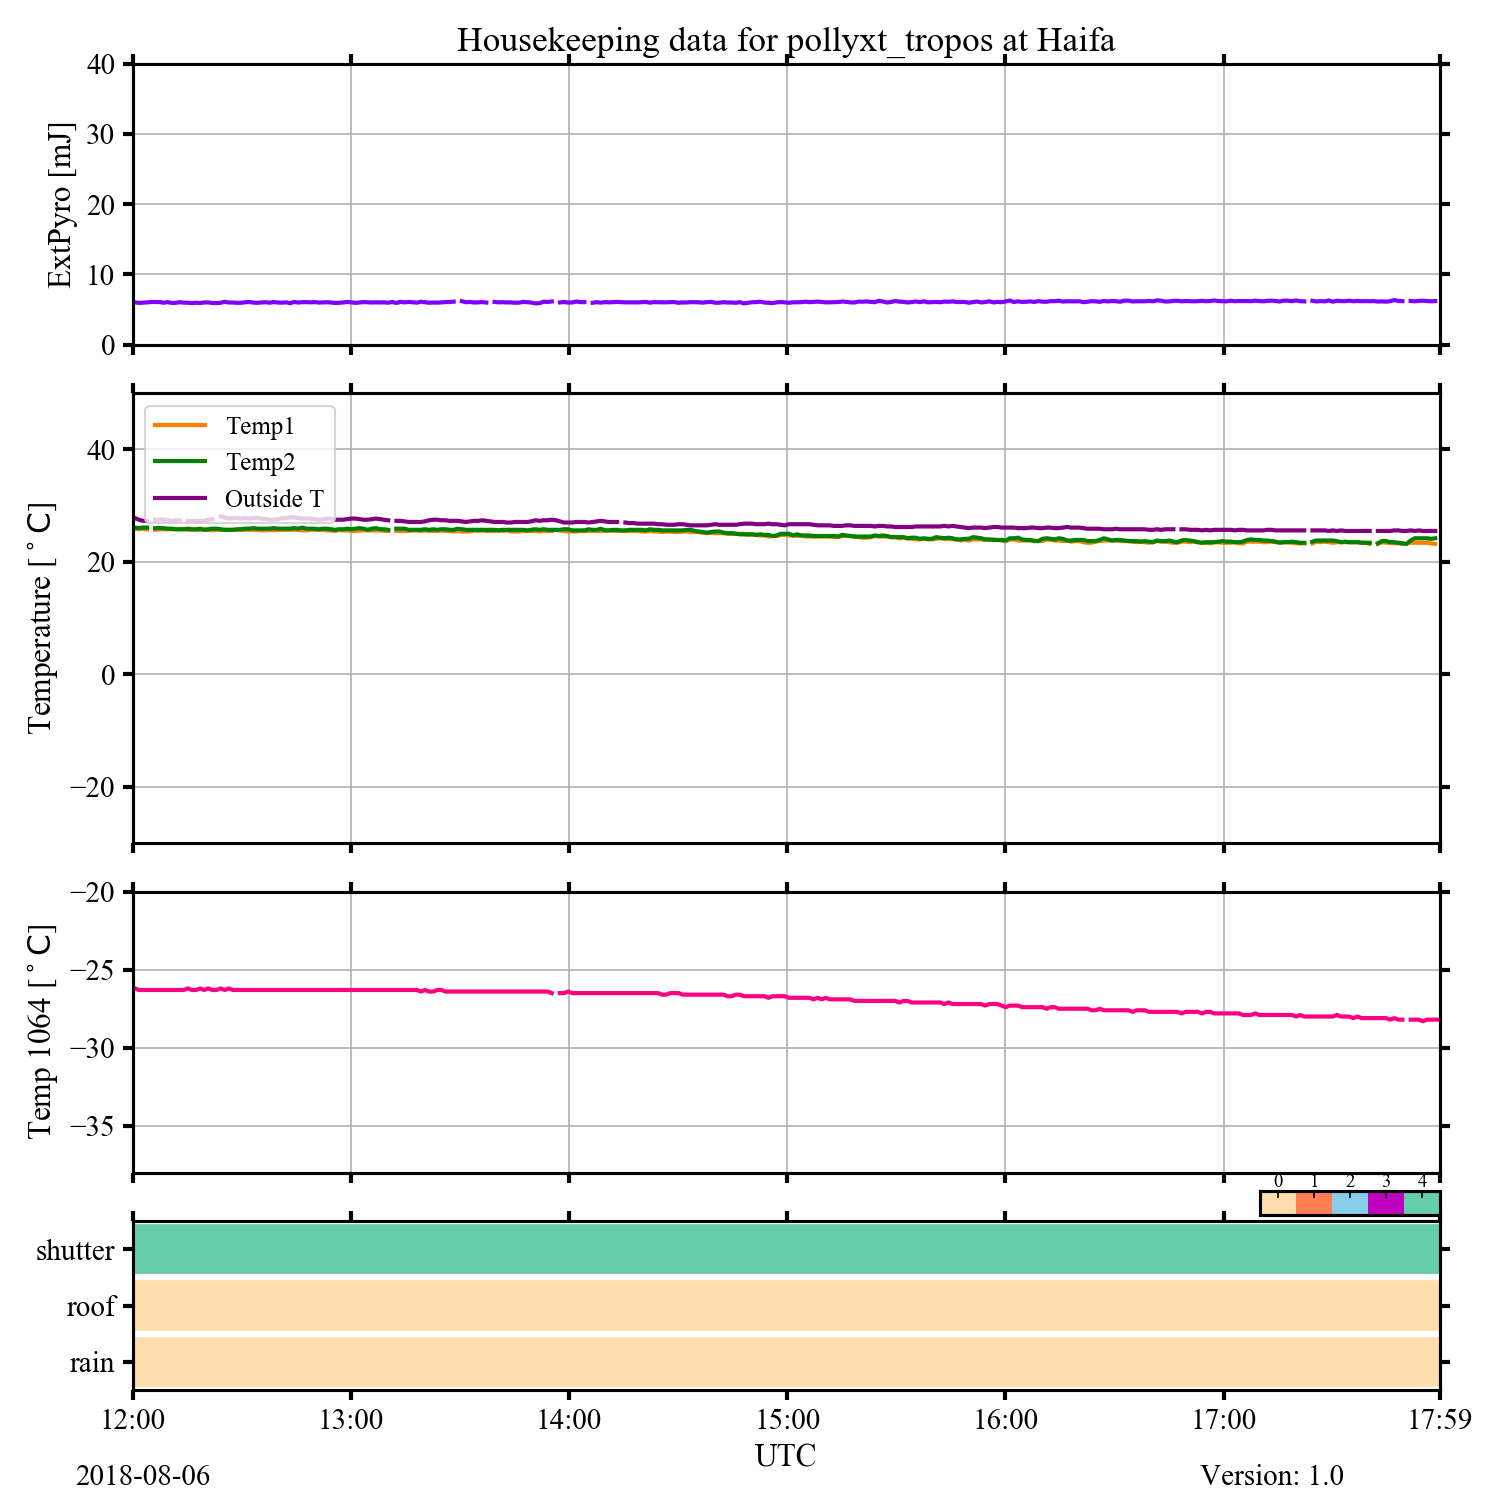 Housekeeping data for pollyxt_tropos at Haifa
40
30
20
10
0
ExtPyro [mJ]
Temp1
Temp2
Outside T
40
20
0
−20
Temperature [°C]
−20
−25
−30
−35
Temp 1064 [°C]
0 1 2 3 4
shutter
roof
rain
12:00 13:00 14:00 15:00 16:00 17:00 17:59
UTC
2018-08-06 Version: 1.0